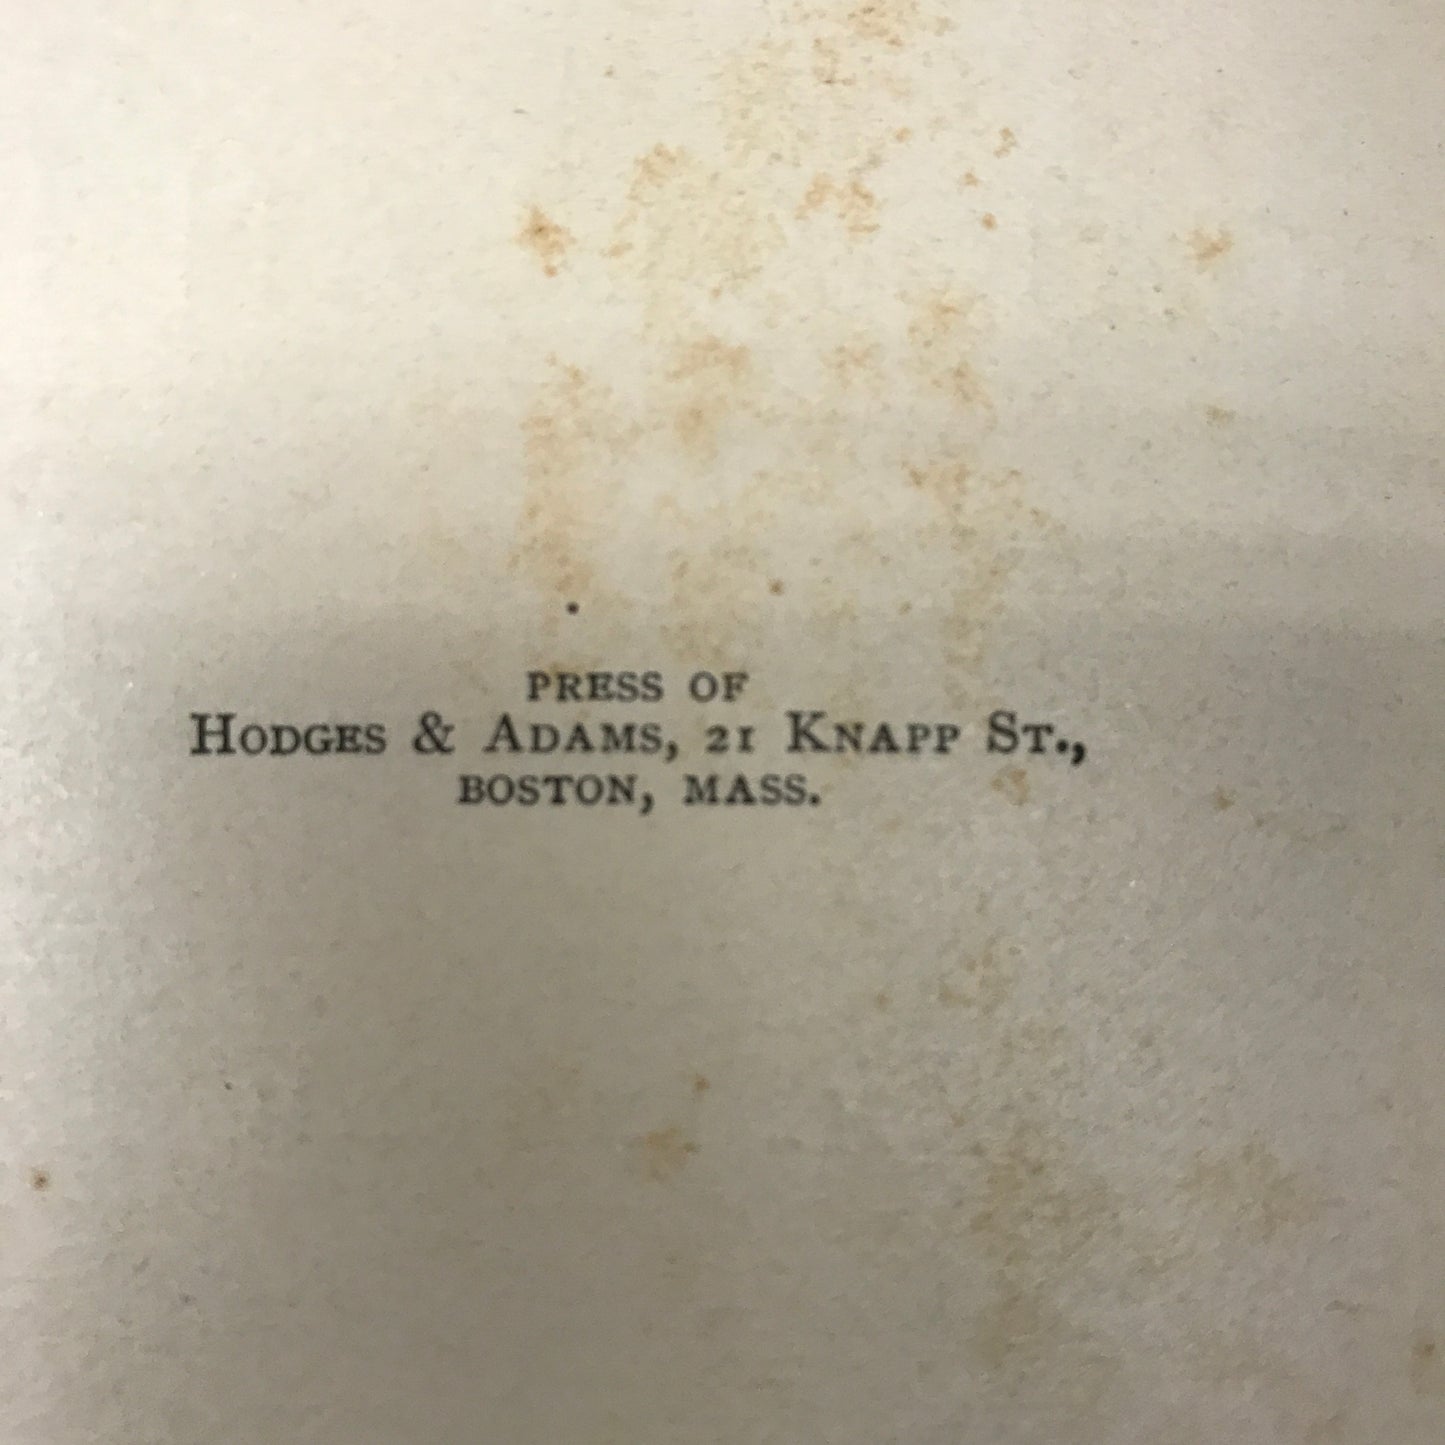 PRESS OF
HODGES & ADAMS, 21 KNAPP ST.,
BOSTON, MASS.